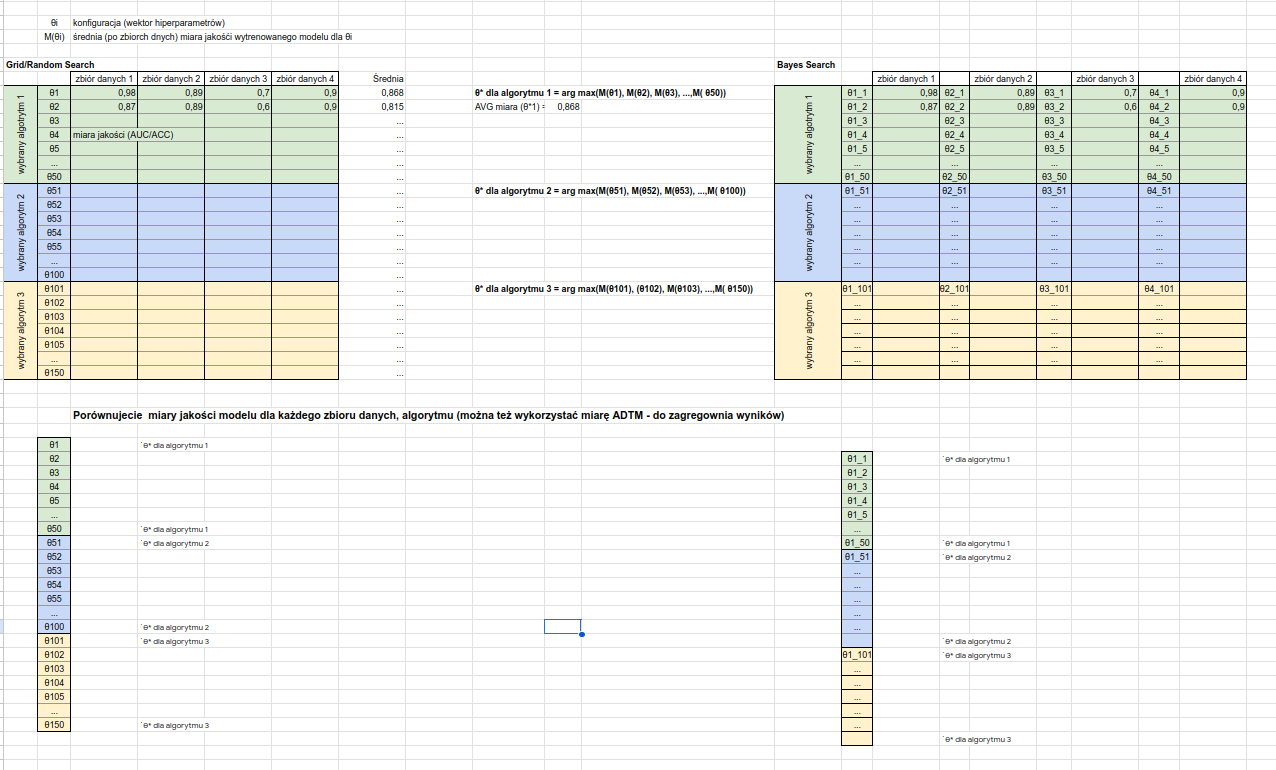 θi konfiguracja (wektor hiperparametrów)
M(θi) średnia (po zbiorch dnych) miara jakości wytrenowanego modelu dla θi
Grid/Random Search Bayes Search
zbiór danych 1 zbiór danych 2 zbiór danych 3 zbiór danych 4 Średnia zbiór danych 1 zbiór danych 2 zbiór danych 3 zbiór danych 4
wybrany algotrytm 1
θ1 0,98 0,89 0,7 0,9 0,868 θ* dla algorytmu 1 = arg max(M(θ1), M(θ2), M(θ3), ...,M( θ50))
θ2 0,87 0,89 0,6 0,9 0,815 AVG miara (θ*1) = 0,868
θ3 ...
θ4 miara jakości (AUC/ACC) ...
θ5 ...
... ...
θ50 ...
wybrany algorytm 2
θ51 ... θ* dla algorytmu 2 = arg max(M(θ51), M(θ52), M(θ53), ...,M( θ100))
θ52 ...
θ53 ...
θ54 ...
θ55 ...
... ...
θ100 ...
wybrany algorytm 3
θ101 ... θ* dla algorytmu 3 = arg max(M(θ101), (θ102), M(θ103), ...,M( θ150))
θ102 ...
θ103 ...
θ104 ...
θ105 ...
... ...
θ150 ...
wybrany algorytm 1
θ1_1 0,98 θ2_1 0,89 θ3_1 0,7 θ4_1 0,9
θ1_2 0,87 θ2_2 0,89 θ3_2 0,6 θ4_2 0,9
θ1_3 θ2_3 θ3_3 θ4_3
θ1_4 θ2_4 θ3_4 θ4_4
θ1_5 θ2_5 θ3_5 θ4_5
... ... ... ...
θ1_50 θ2_50 θ3_50 θ4_50
wybrany algorytm 2
θ1_51 θ2_51 θ3_51 θ4_51
... ... ... ...
... ... ... ...
... ... ... ...
... ... ... ...
... ... ... ...
wybrany algorytm 3
θ1_101 θ2_101 θ3_101 θ4_101
... ... ... ...
... ... ... ...
... ... ... ...
... ... ... ...
... ... ... ...
Porównujecie miary jakości modelu dla każdego zbioru danych, algorytmu (można też wykorzystać miarę ADTM - do zagregownia wyników)
θ1 `θ* dla algorytmu 1
θ2
θ3
θ4
θ5
...
θ50 `θ* dla algorytmu 1
θ51 `θ* dla algorytmu 2
θ52
θ53
θ54
θ55
...
θ100 `θ* dla algorytmu 2
θ101 `θ* dla algorytmu 3
θ102
θ103
θ104
θ105
...
θ150 `θ* dla algorytmu 3
θ1_1 `θ* dla algorytmu 1
θ1_2
θ1_3
θ1_4
θ1_5
...
θ1_50 `θ* dla algorytmu 1
θ1_51 `θ* dla algorytmu 2
...
...
...
...
...
`θ* dla algorytmu 2
θ1_101 `θ* dla algorytmu 3
...
...
...
...
...
`θ* dla algorytmu 3